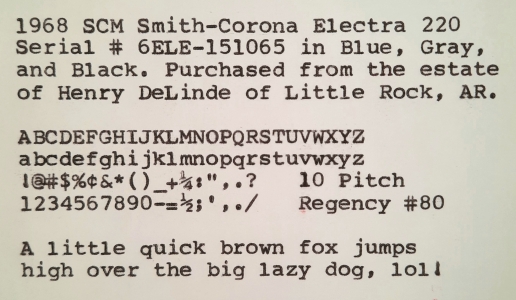 1968 SCM Smith-Corona Electra 220
Serial # 6ELE-151065 in Blue, Gray,
and Black. Purchased from the estate
of Henry DeLinde of Little Rock, AR.
ABCDEFGHIJKLMNOPQRSTUVWXYZ
abcdefghijklmnopqrstuvwxyz
!@#$%¢&*()_+¼:",.? 10 Pitch
1234567890-=½;',./ Regency #80
A little quick brown fox jumps
high over the big lazy dog, lol!